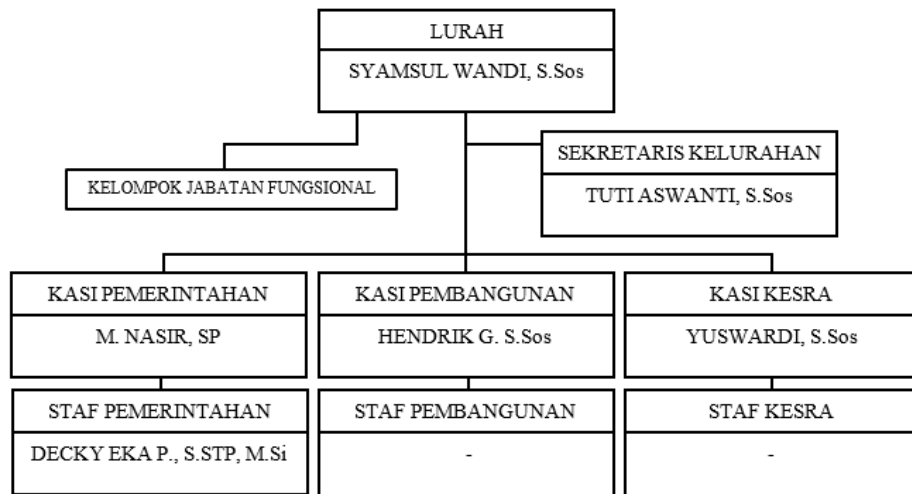 LURAH
SYAMSUL WANDI, S.Sos
SEKRETARIS KELURAHAN
TUTI ASWANTI, S.Sos
KELOMPOK JABATAN FUNGSIONAL
KASI PEMERINTAHAN
M. NASIR, SP
KASI PEMBANGUNAN
HENDRIK G. S.Sos
KASI KESRA
YUSWARDI, S.Sos
STAF PEMERINTAHAN
DECKY EKA P., S.STP, M.Si
STAF PEMBANGUNAN
-
STAF KESRA
-